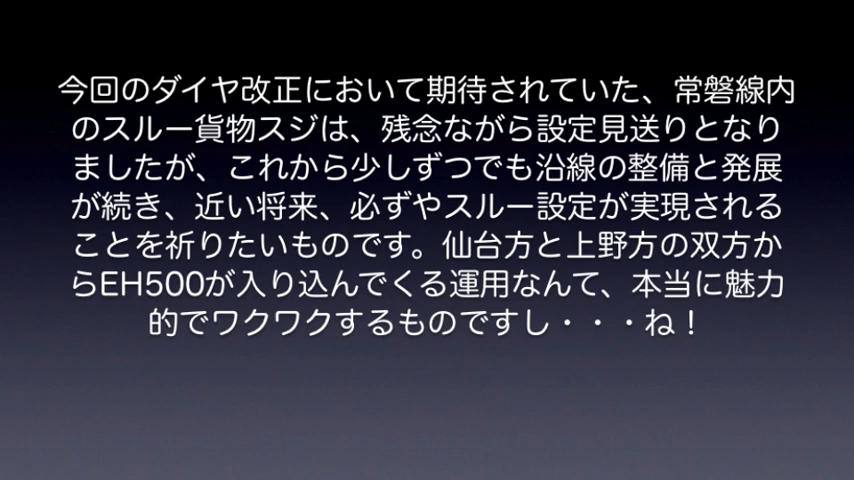 今回のダイヤ改正において期待されていた、常磐線内
のスルー貨物スジは、残念ながら設定見送りとなり
ましたが、これから少しずつでも沿線の整備と発展
が続き、近い将来、必ずやスルー設定が実現される
ことを祈りたいものです。仙台方と上野方の双方か
らEH500が入り込んでくる運用なんて、本当に魅力
的でワクワクするものですし・・・ね！